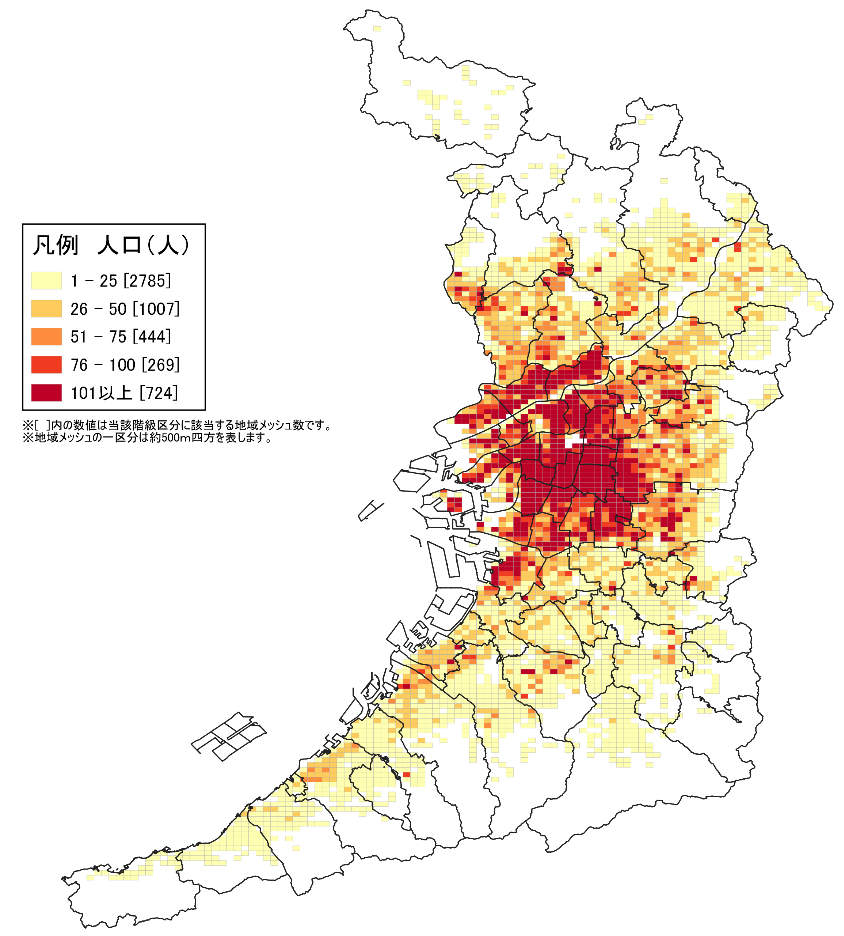 凡例　人口（人）
1 － 25 [2785]
26 － 50 [1007]
51 － 75 [444]
76 － 100 [269]
101以上 [724]
※[　]内の数値は当該階級区分に該当する地域メッシュ数です。
※地域メッシュの一区分は約500m四方を表します。